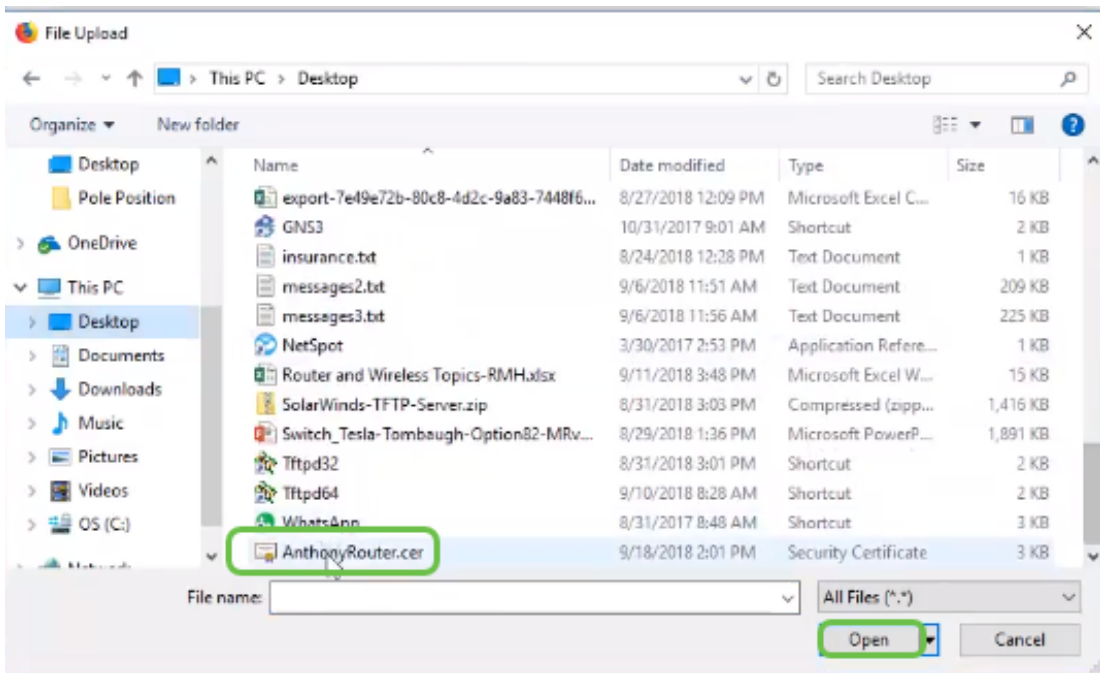 File Upload
This PC > Desktop
Search Desktop
Organize
New folder
Desktop
Pole Position
OneDrive
This PC
Desktop
Documents
Downloads
Music
Pictures
Videos
OS (C:)
Network
Name Date modified Type Size
export-7e49e72b-80c8-4d2c-9a83-7448f6... 8/27/2018 12:09 PM Microsoft Excel C... 16 KB
GNS3 10/31/2017 9:01 AM Shortcut 2 KB
insurance.txt 8/24/2018 12:28 PM Text Document 1 KB
messages2.txt 9/6/2018 11:51 AM Text Document 209 KB
messages3.txt 9/6/2018 11:56 AM Text Document 225 KB
NetSpot 3/30/2017 2:53 PM Application Refere... 1 KB
Router and Wireless Topics-RMH.xlsx 9/11/2018 3:48 PM Microsoft Excel W... 15 KB
SolarWinds-TFTP-Server.zip 8/31/2018 3:03 PM Compressed (zipp... 1,416 KB
Switch_Tesla-Tombaugh-Option82-MRv... 8/29/2018 1:36 PM Microsoft PowerP... 1,891 KB
Tftpd32 8/31/2018 3:01 PM Shortcut 2 KB
Tftpd64 9/10/2018 8:28 AM Shortcut 2 KB
WhatsApp 8/31/2017 8:48 AM Shortcut 3 KB
AnthonyRouter.cer 9/18/2018 2:01 PM Security Certificate 3 KB
File name:
All Files (*.*)
Open
Cancel